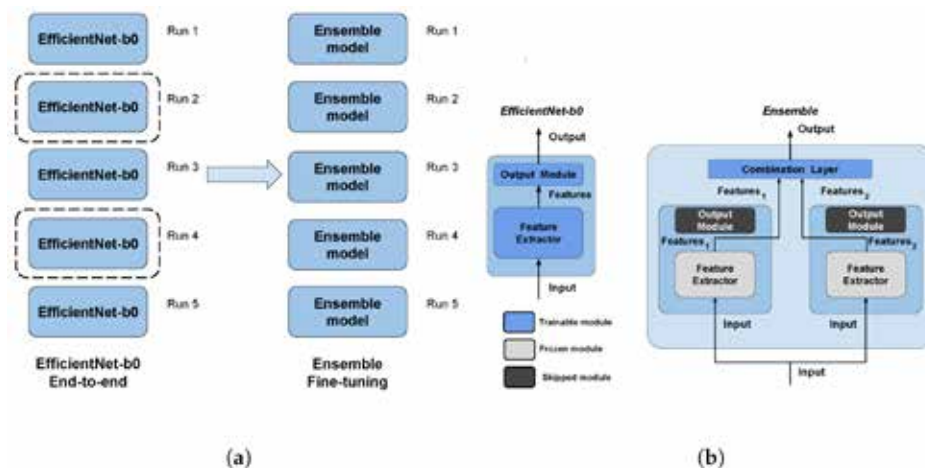 EfficientNet-b0
Run 1
EfficientNet-b0
Run 2
EfficientNet-b0
Run 3
EfficientNet-b0
Run 4
EfficientNet-b0
Run 5
EfficientNet-b0
End-to-end
Ensemble
model
Run 1
Ensemble
model
Run 2
Ensemble
model
Run 3
Ensemble
model
Run 4
Ensemble
model
Run 5
Ensemble
Fine-tuning
(a)
EfficientNet-b0
Output
Output Module
Features
Feature
Extractor
Input
Trainable module
Frozen module
Skipped module
Ensemble
Output
Combination Layer
Features1
Features2
Output
Module
Output
Module
Features1
Features2
Feature
Extractor
Feature
Extractor
Input
Input
Input
(b)